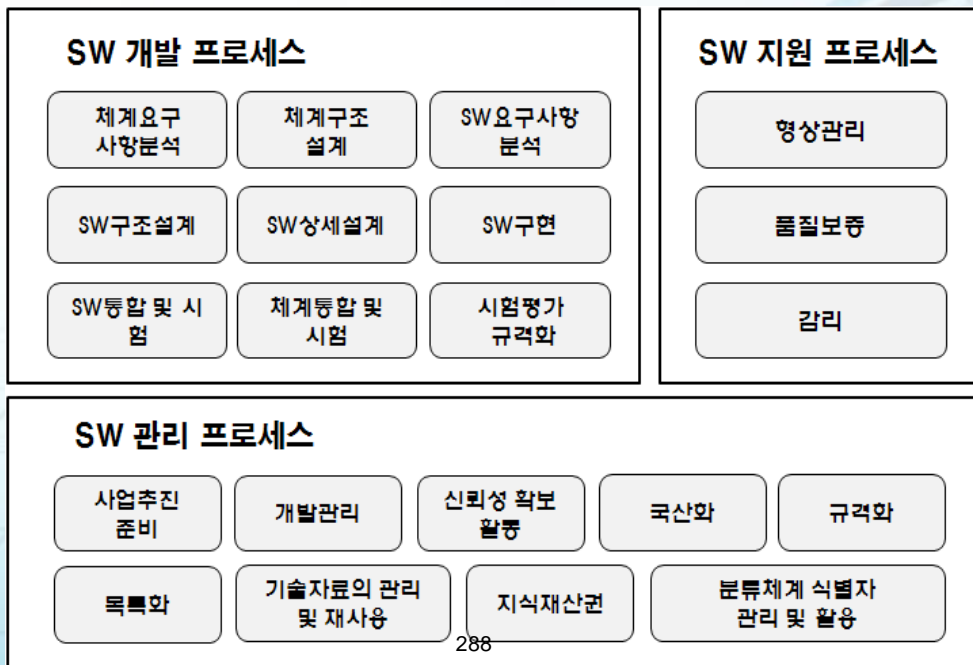 SW 개발 프로세스
체계요구
사항분석
체계구조
설계
SW요구사항
분석
SW구조설계
SW상세설계
SW구현
SW통합 및 시
험
체계통합 및
시험
시험평가
규격화
SW 지원 프로세스
형상관리
품질보증
감리
SW 관리 프로세스
사업추진
준비
개발관리
신뢰성 확보
활동
국산화
규격화
목록화
기술자료의 관리
및 재사용
지식재산권
분류체계 식별자
관리 및 활용
288